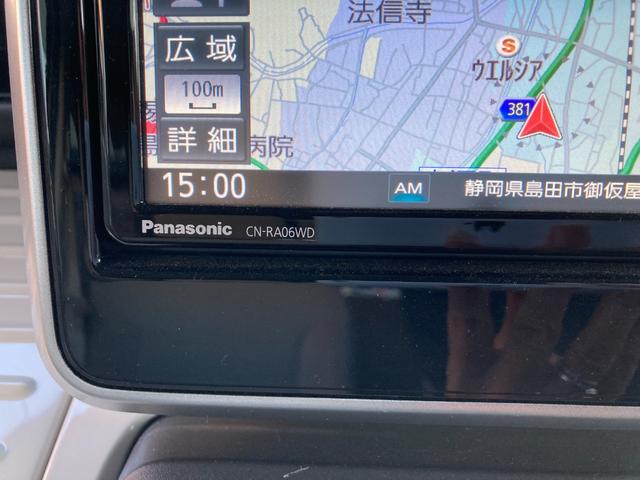 法信寺
広域
S
ウエルシア
100m
381
詳細
病院
15:00
AM
静岡県島田市御仮屋
Panasonic CN-RA06WD